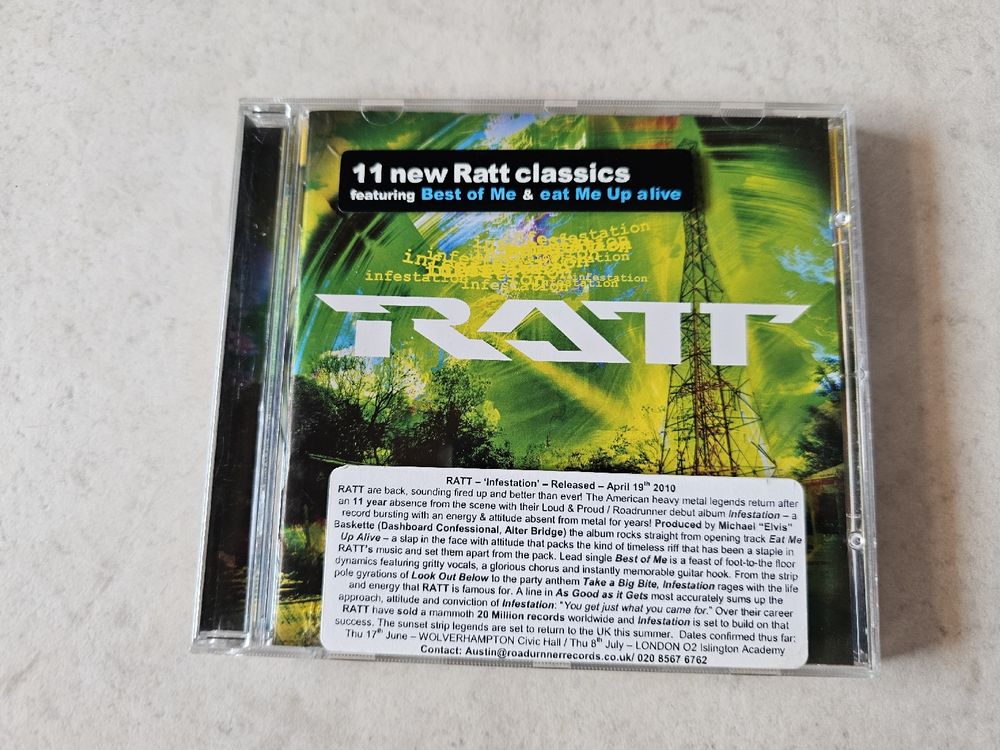 11 new Ratt classics
featuring Best of Me & eat Me Up alive
infestation
infestation
infestation
infestation
infestation
infestation
RATT
RATT – ‘Infestation’ – Released – April 19th 2010
RATT are back, sounding fired up and better than ever! The American heavy metal legends return after
an 11 year absence from the scene with their Loud & Proud / Roadrunner debut album Infestation – a
record bursting with an energy & attitude absent from metal for years! Produced by Michael "Elvis"
Baskette (Dashboard Confessional, Alter Bridge) the album rocks straight from opening track Eat Me
Up Alive – a slap in the face with attitude that packs the kind of timeless riff that has been a staple in
RATT's music and set them apart from the pack. Lead single Best of Me is a feast of foot-to-the floor
dynamics featuring gritty vocals, a glorious chorus and instantly memorable guitar hook. From the strip
pole gyrations of Look Out Below to the party anthem Take a Big Bite, Infestation rages with the life
and energy that RATT is famous for. A line in As Good as it Gets most accurately sums up the
approach, attitude and conviction of Infestation: "You get just what you came for." Over their career
RATT have sold a mammoth 20 Million records worldwide and Infestation is set to build on that
success. The sunset strip legends are set to return to the UK this summer. Dates confirmed thus far:
Thu 17th June – WOLVERHAMPTON Civic Hall / Thu 8th July – LONDON O2 Islington Academy
Contact: Austin@roadurnnerrecords.co.uk/ 020 8567 6762